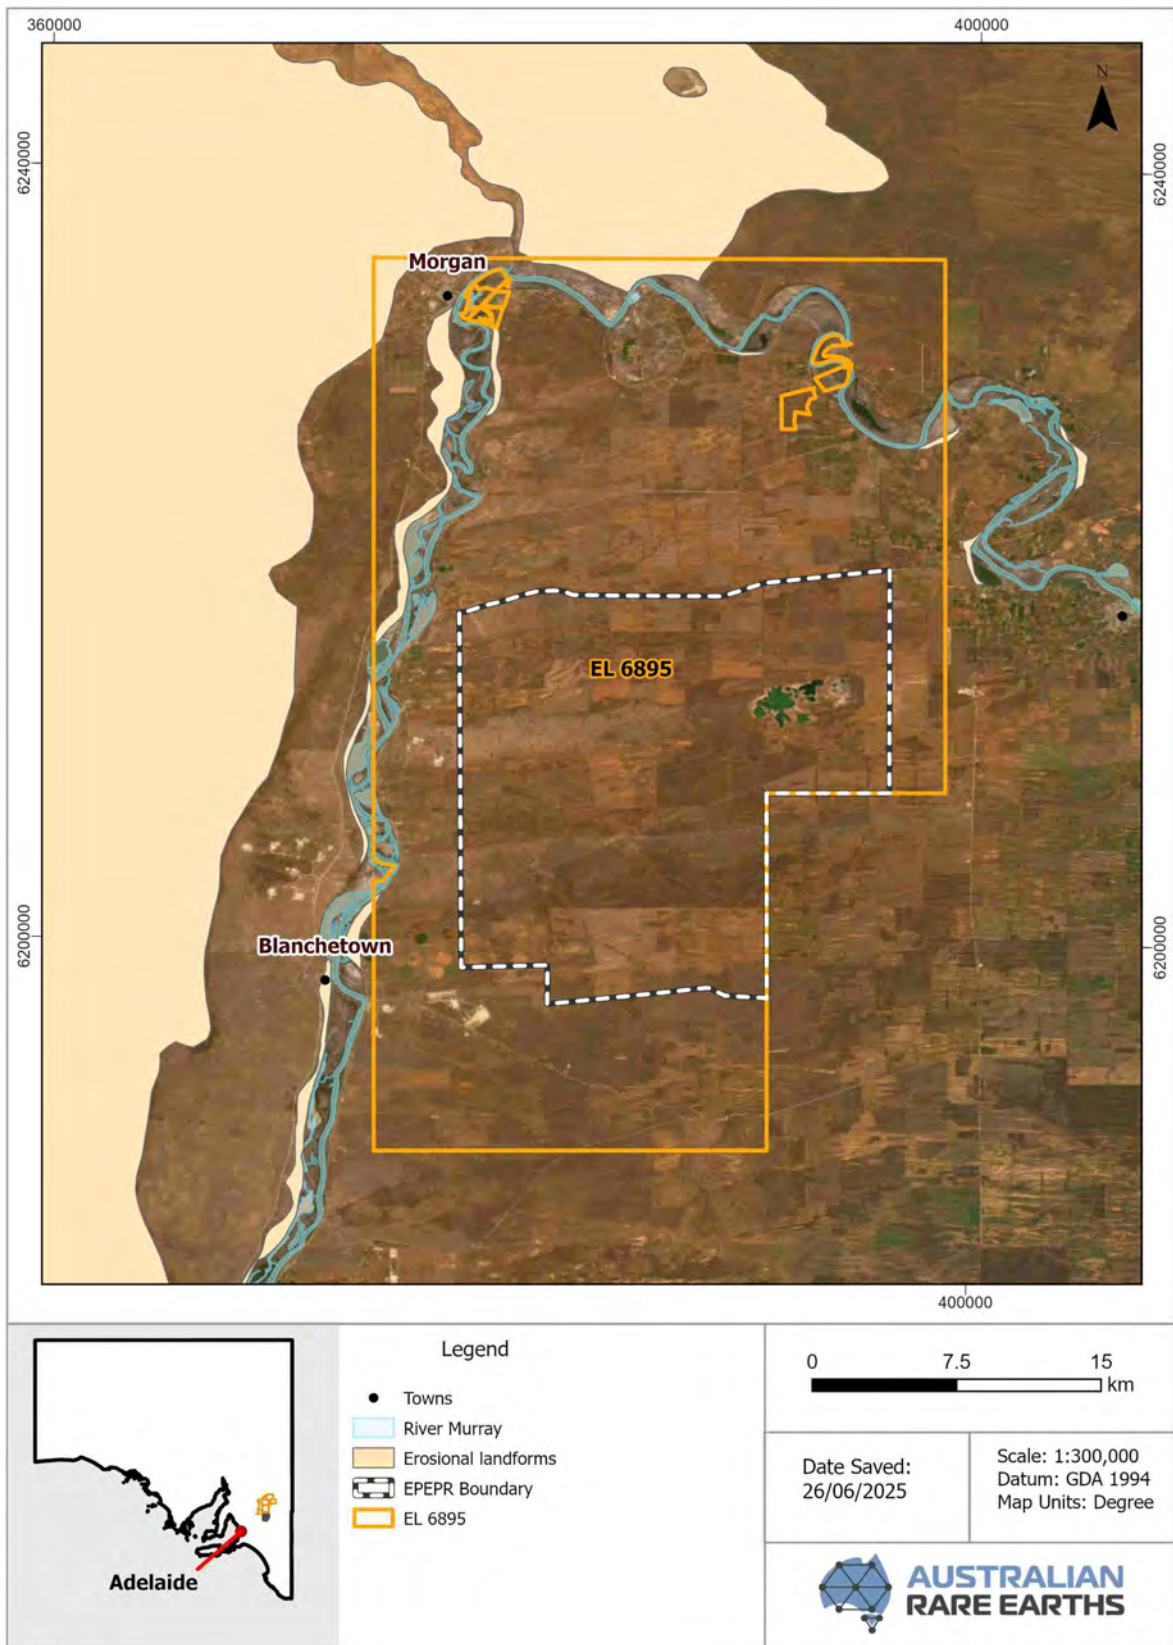 360000
400000
N
6240000
6240000
Morgan
EL 6895
6200000
6200000
Blanchetown
400000
Legend
Towns
River Murray
Erosional landforms
EPEPR Boundary
EL 6895
Adelaide
0 7.5 15
km
Date Saved:
26/06/2025
Scale: 1:300,000
Datum: GDA 1994
Map Units: Degree
AUSTRALIAN
RARE EARTHS